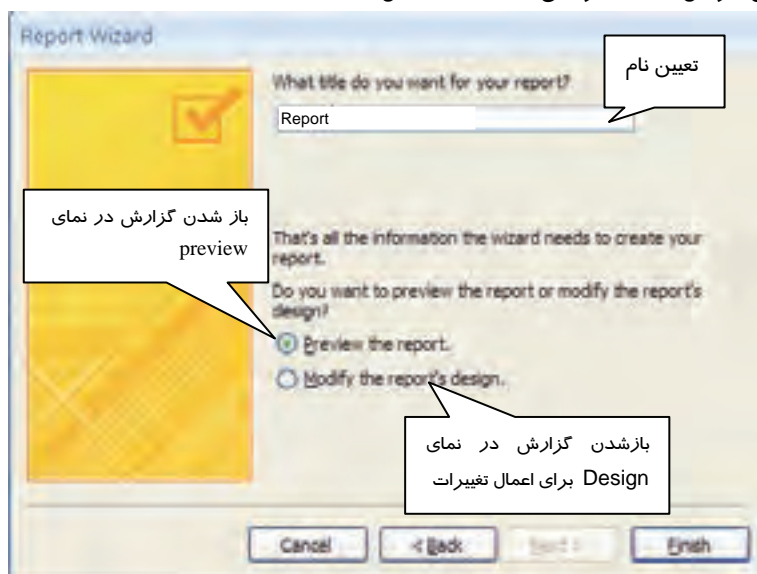 Report Wizard
What title do you want for your report?
تعیین نام
Report
باز شدن گزارش در نمای
preview
That's all the information the wizard needs to create your
report.
Do you want to preview the report or modify the report's
design?
Preview the report.
Modify the report's design.
بازشدن گزارش در نمای
Design برای اعمال تغییرات
Cancel
< Back
Next >
Finish